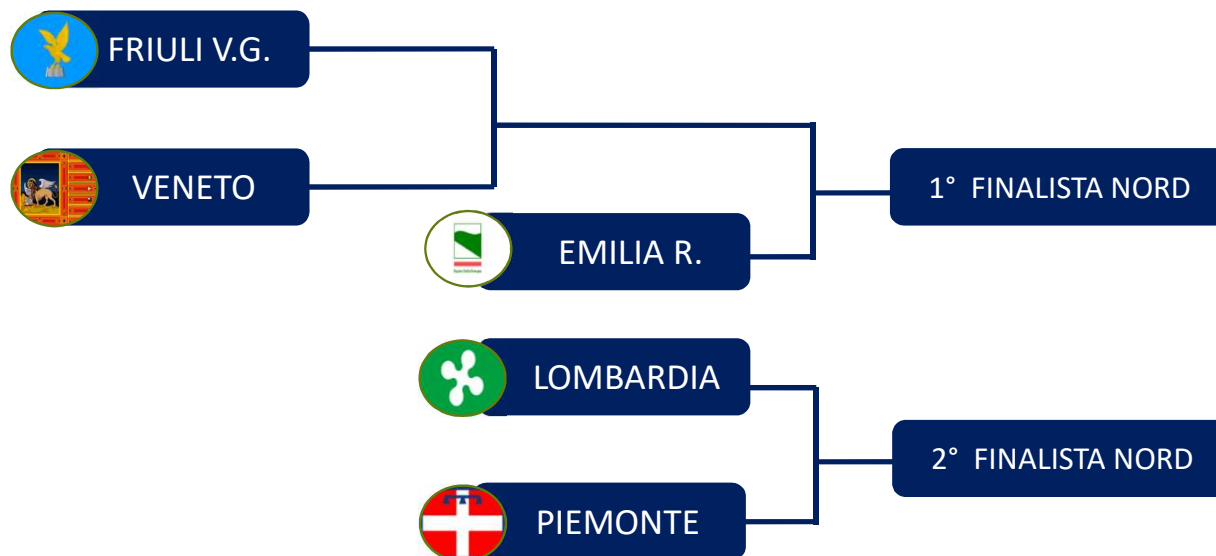 FRIULI V.G.
VENETO
1° FINALISTA NORD
EMILIA R.
LOMBARDIA
2° FINALISTA NORD
PIEMONTE